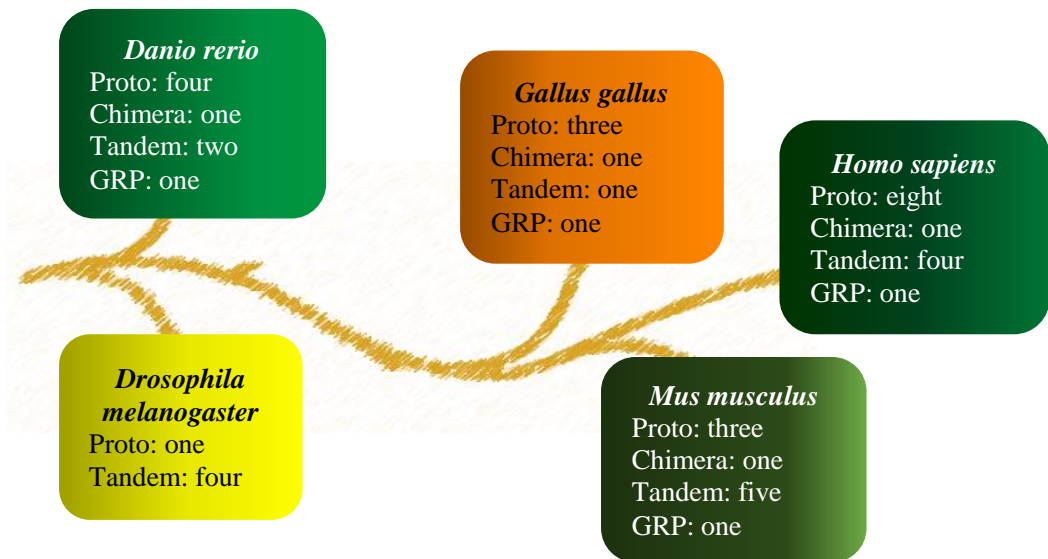 Danio rerio
Proto: four
Chimera: one
Tandem: two
GRP: one
Gallus gallus
Proto: three
Chimera: one
Tandem: one
GRP: one
Homo sapiens
Proto: eight
Chimera: one
Tandem: four
GRP: one
Drosophila
melanogaster
Proto: one
Tandem: four
Mus musculus
Proto: three
Chimera: one
Tandem: five
GRP: one